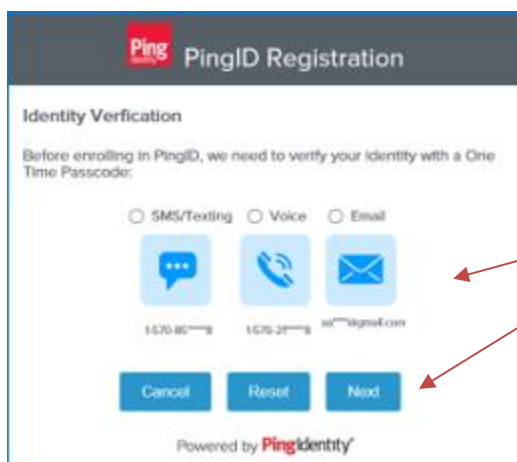 Ping
Identity
PingID Registration
Identity Verfication
Before enrolling in PingID, we need to verify your identity with a One
Time Passcode:
SMS/Texting Voice Email
Cancel Reset Next
Powered by PingIdentity